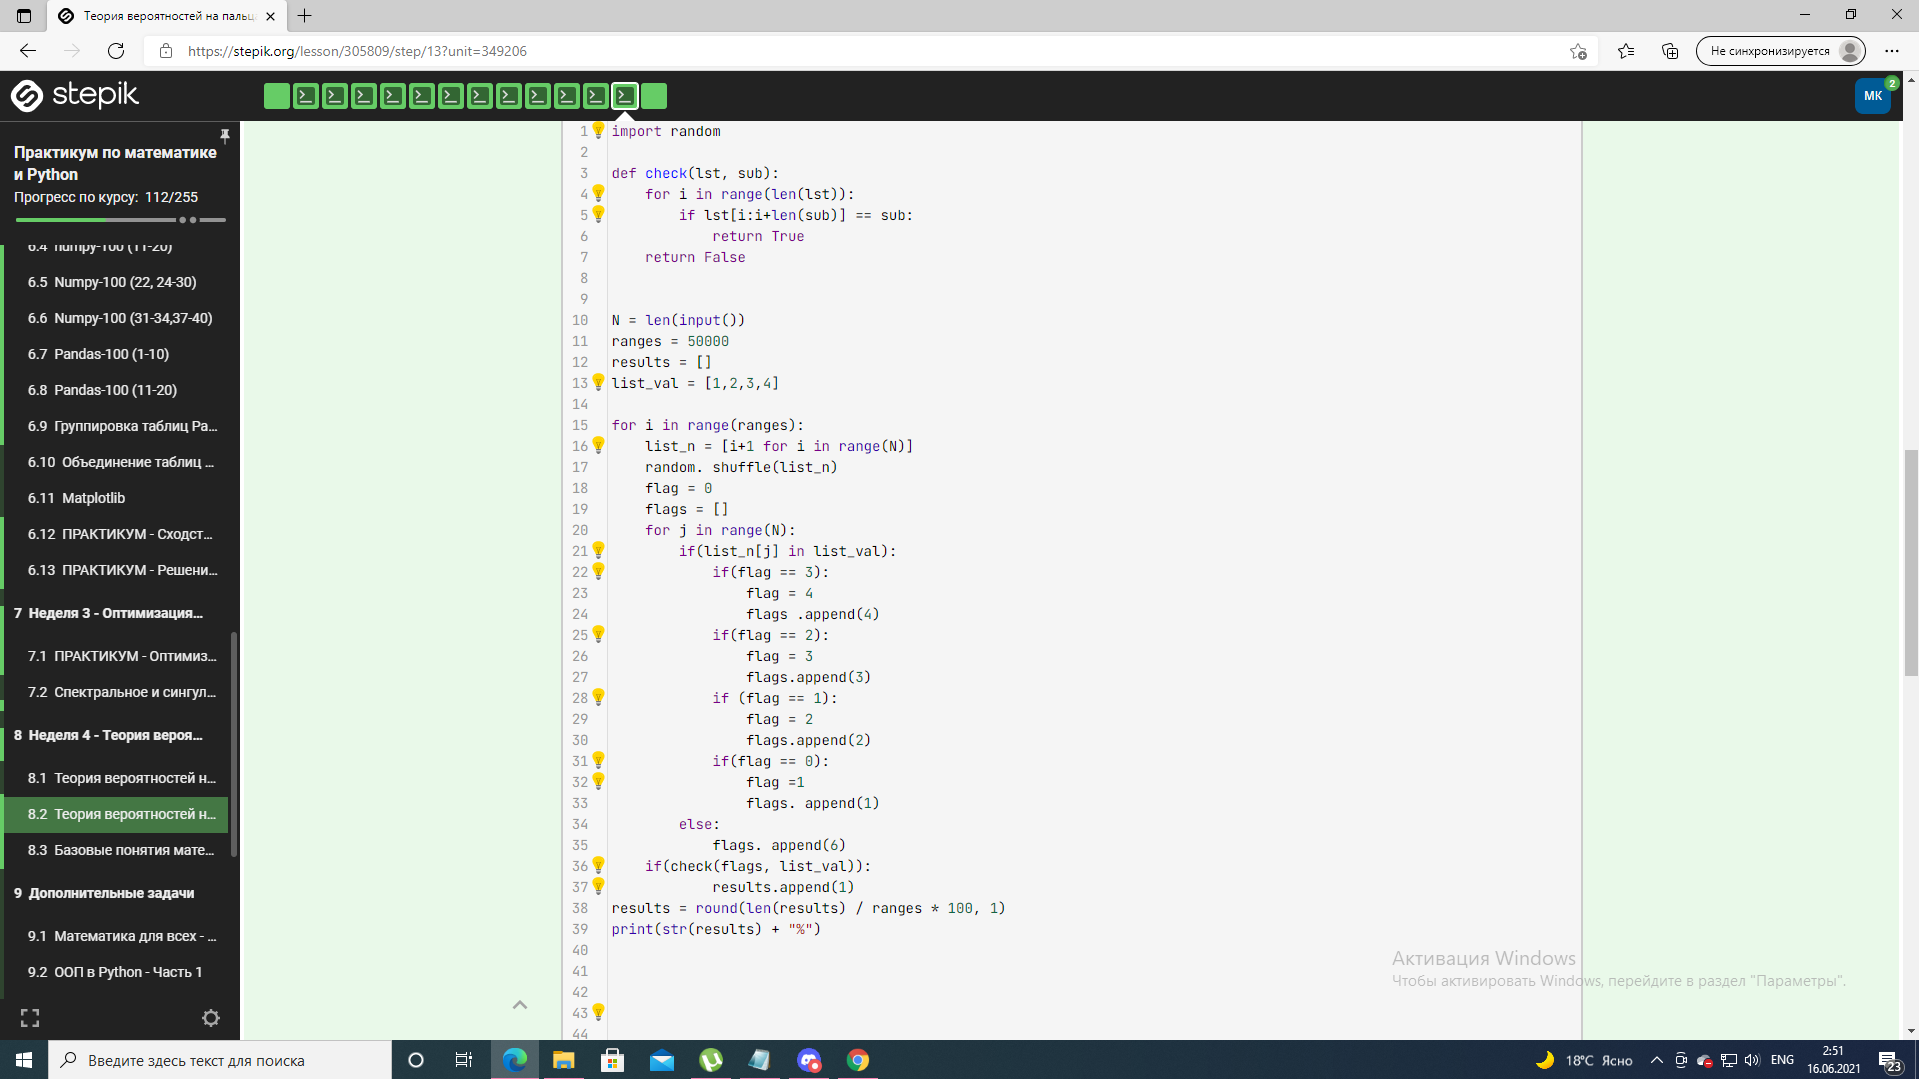 Теория вероятностей на пальца
https://stepik.org/lesson/305809/step/13?unit=349206
Не синхронизируется
stepik
МК
2
Практикум по математике
и Python
Прогресс по курсу: 112/255
6.4 numpy-100 (11-20)
6.5 Numpy-100 (22, 24-30)
6.6 Numpy-100 (31-34,37-40)
6.7 Pandas-100 (1-10)
6.8 Pandas-100 (11-20)
6.9 Группировка таблиц Pa...
6.10 Объединение таблиц ...
6.11 Matplotlib
6.12 ПРАКТИКУМ - Сходст...
6.13 ПРАКТИКУМ - Решени...
7 Неделя 3 - Оптимизация...
7.1 ПРАКТИКУМ - Оптимиз...
7.2 Спектральное и сингул...
8 Неделя 4 - Теория вероя...
8.1 Теория вероятностей н...
8.2 Теория вероятностей н...
8.3 Базовые понятия мате...
9 Дополнительные задачи
9.1 Математика для всех - ...
9.2 ООП в Python - Часть 1
1 import random
2
3 def check(lst, sub):
4     for i in range(len(lst)):
5         if lst[i:i+len(sub)] == sub:
6             return True
7     return False
8
9
10 N = len(input())
11 ranges = 50000
12 results = []
13 list_val = [1,2,3,4]
14
15 for i in range(ranges):
16     list_n = [i+1 for i in range(N)]
17     random. shuffle(list_n)
18     flag = 0
19     flags = []
20     for j in range(N):
21         if(list_n[j] in list_val):
22             if(flag == 3):
23                 flag = 4
24                 flags .append(4)
25             if(flag == 2):
26                 flag = 3
27                 flags.append(3)
28             if (flag == 1):
29                 flag = 2
30                 flags.append(2)
31             if(flag == 0):
32                 flag =1
33                 flags. append(1)
34         else:
35             flags. append(6)
36     if(check(flags, list_val)):
37             results.append(1)
38 results = round(len(results) / ranges * 100, 1)
39 print(str(results) + "%")
40
41
42
43
44
Активация Windows
Чтобы активировать Windows, перейдите в раздел "Параметры".
Введите здесь текст для поиска
18°C Ясно
ENG
2:51
16.06.2021
23